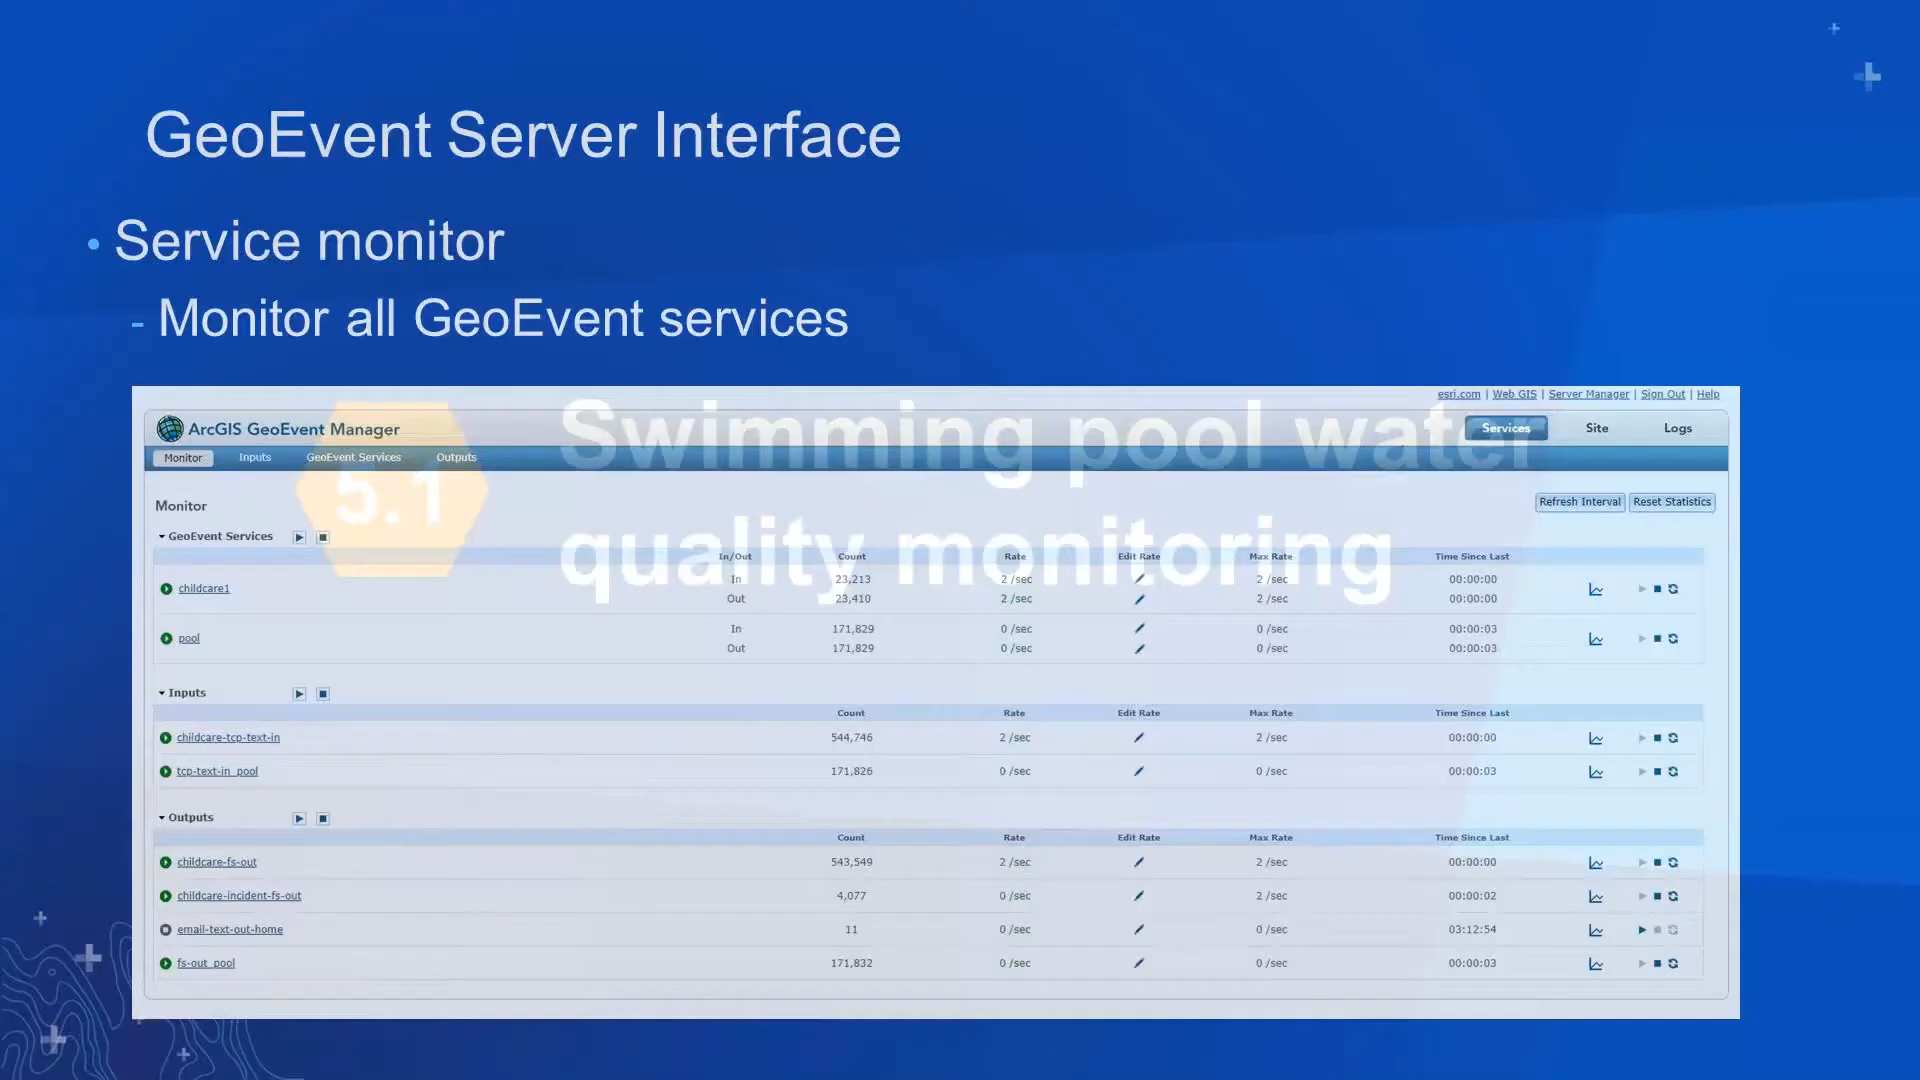 GeoEvent Server Interface
• Service monitor
- Monitor all GeoEvent services
esri.com | Web GIS | Server Manager | Sign Out | Help
ArcGIS GeoEvent Manager
Services Site Logs
Monitor Inputs GeoEvent Services Outputs
5.1
Swimming pool water
quality monitoring
Monitor
Refresh Interval Reset Statistics
GeoEvent Services
In/Out Count Rate Edit Rate Max Rate Time Since Last
childcare1
In 23,213 2 /sec 2 /sec 00:00:00
Out 23,410 2 /sec 2 /sec 00:00:00
pool
In 171,829 0 /sec 0 /sec 00:00:03
Out 171,829 0 /sec 0 /sec 00:00:03
Inputs
Count Rate Edit Rate Max Rate Time Since Last
childcare-tcp-text-in 544,746 2 /sec 2 /sec 00:00:00
tcp-text-in_pool 171,826 0 /sec 0 /sec 00:00:03
Outputs
Count Rate Edit Rate Max Rate Time Since Last
childcare-fs-out 543,549 2 /sec 2 /sec 00:00:00
childcare-incident-fs-out 4,077 0 /sec 2 /sec 00:00:02
email-text-out-home 11 0 /sec 0 /sec 03:12:54
fs-out_pool 171,832 0 /sec 0 /sec 00:00:03